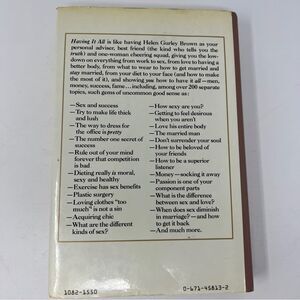 Having It All is like having Helen Gurley Brown as
your personal adviser, best friend (the kind who tells you the
truth) and one-woman cheering squad, giving you the low-
down on everything from work to sex, from love to having a
better body, from what to wear to how to get married and
stay married, from your diet to your face (and how to make
the most of it), and showing you how to have it all—men,
money, success, fame...including, among over 200 separate
topics, such gems of uncommon good sense as:
—Sex and success
—Try to make life thick
and lush
—The way to dress for
the office is pretty
—The number one secret of
success
—Rule out of your mind
forever that competition
is bad
—Dieting really is moral,
sexy and healthy
—Exercise has sex benefits
—Plastic surgery
—Loving clothes "too
much" is not a sin
—Acquiring chic
—What are the different
kinds of sex?
—How sexy are you?
—Getting to feel desirous
when you aren't
—Love his entire body
—The married man
—Don't surrender your soul
—How to be beloved of
your friends
—How to be a superior
listener
—Money—socking it away
—Passion is one of your
component parts
—What is the difference
between sex and love?
—When does sex diminish
in marriage?—and how
to get it back
—And much more.
1082-1550
0-671-45813-2